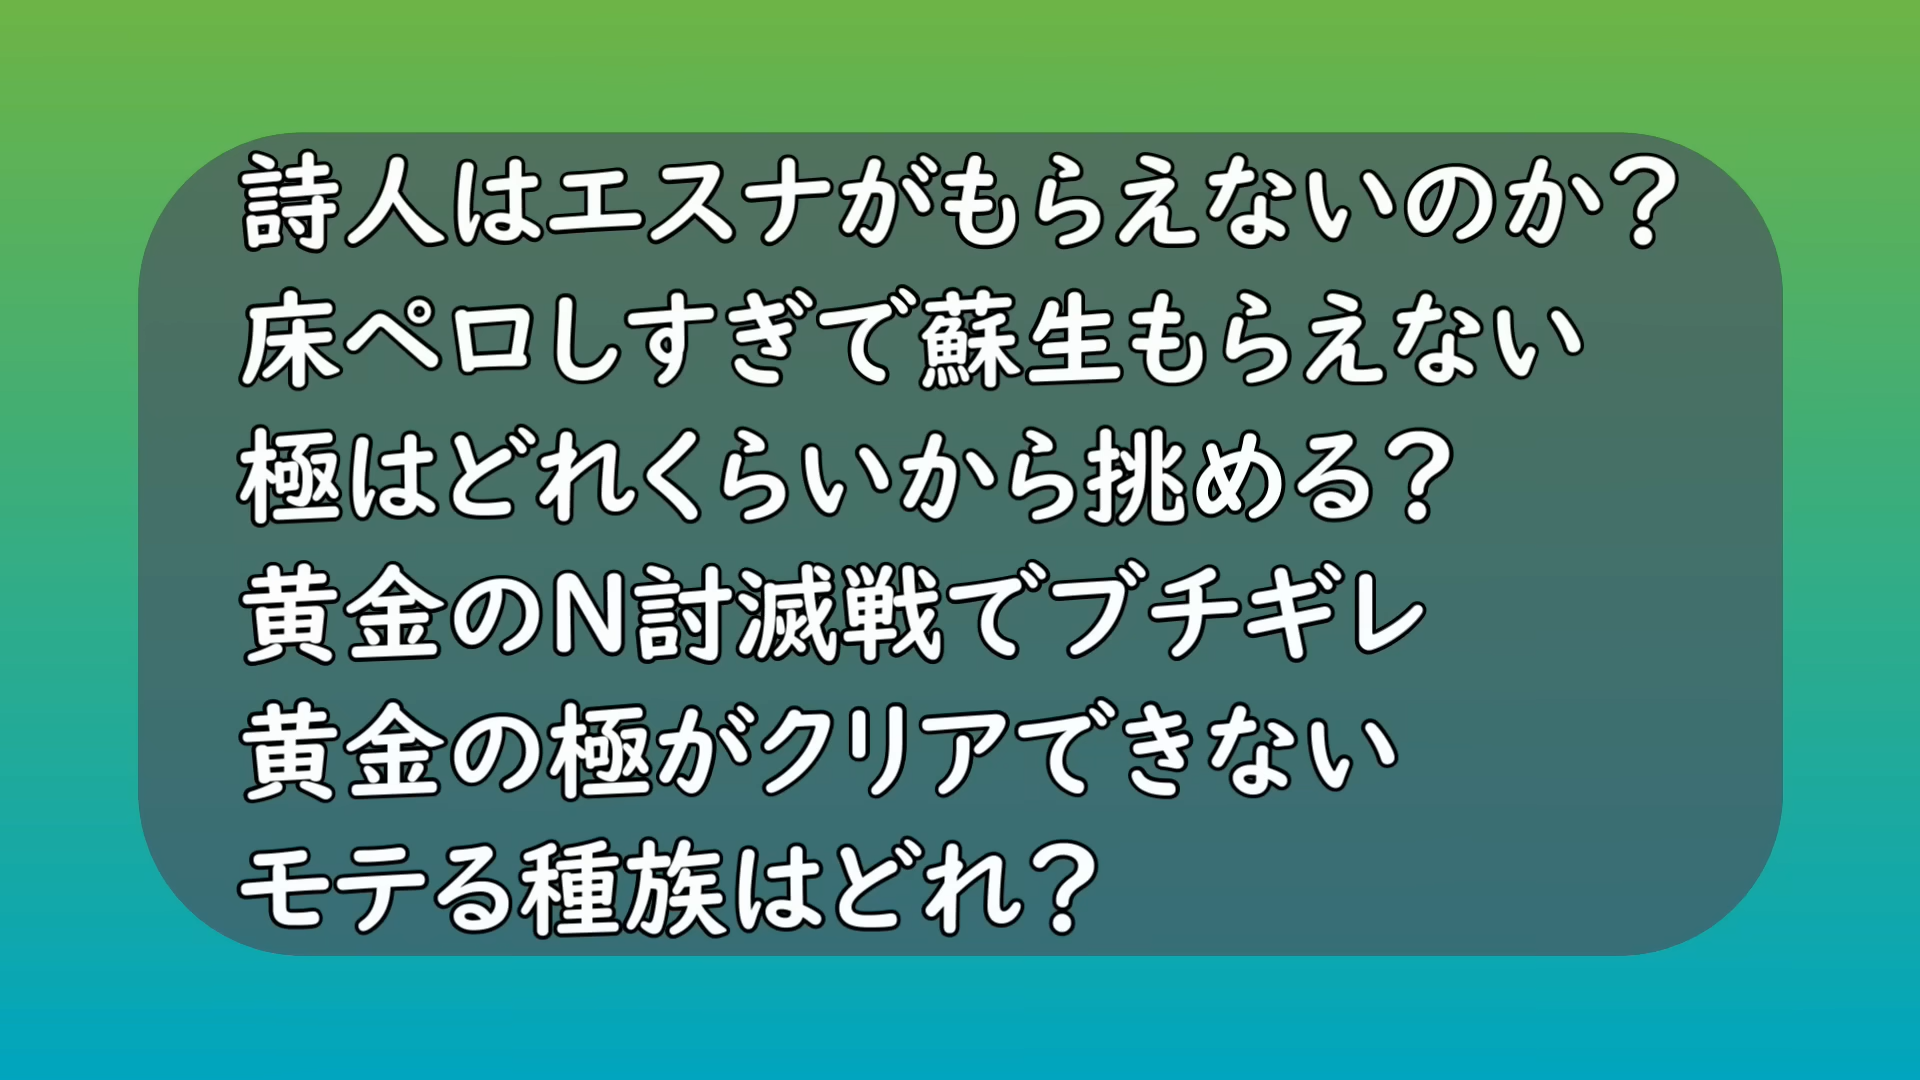 詩人はエスナがもらえないのか？
床ペロしすぎで蘇生もらえない
極はどれくらいから挑める？
黄金のN討滅戦でブチギレ
黄金の極がクリアできない
モテる種族はどれ？